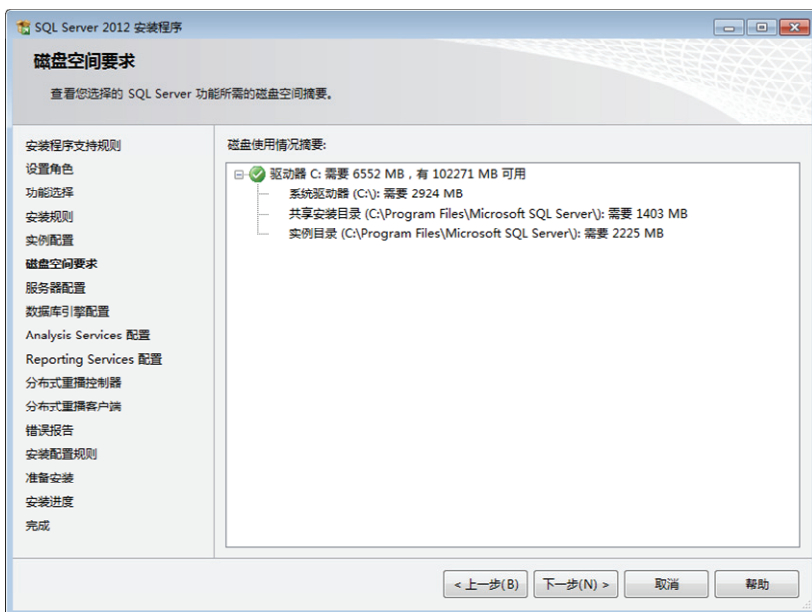 SQL Server 2012 安装程序
磁盘空间要求
查看您选择的 SQL Server 功能所需的磁盘空间摘要。
安装程序支持规则
设置角色
功能选择
安装规则
实例配置
磁盘空间要求
服务器配置
数据库引擎配置
Analysis Services 配置
Reporting Services 配置
分布式重播控制器
分布式重播客户端
错误报告
安装配置规则
准备安装
安装进度
完成
磁盘使用情况摘要:
驱动器 C: 需要 6552 MB，有 102271 MB 可用
系统驱动器 (C:\): 需要 2924 MB
共享安装目录 (C:\Program Files\Microsoft SQL Server\): 需要 1403 MB
实例目录 (C:\Program Files\Microsoft SQL Server\): 需要 2225 MB
< 上一步(B)
下一步(N) >
取消
帮助